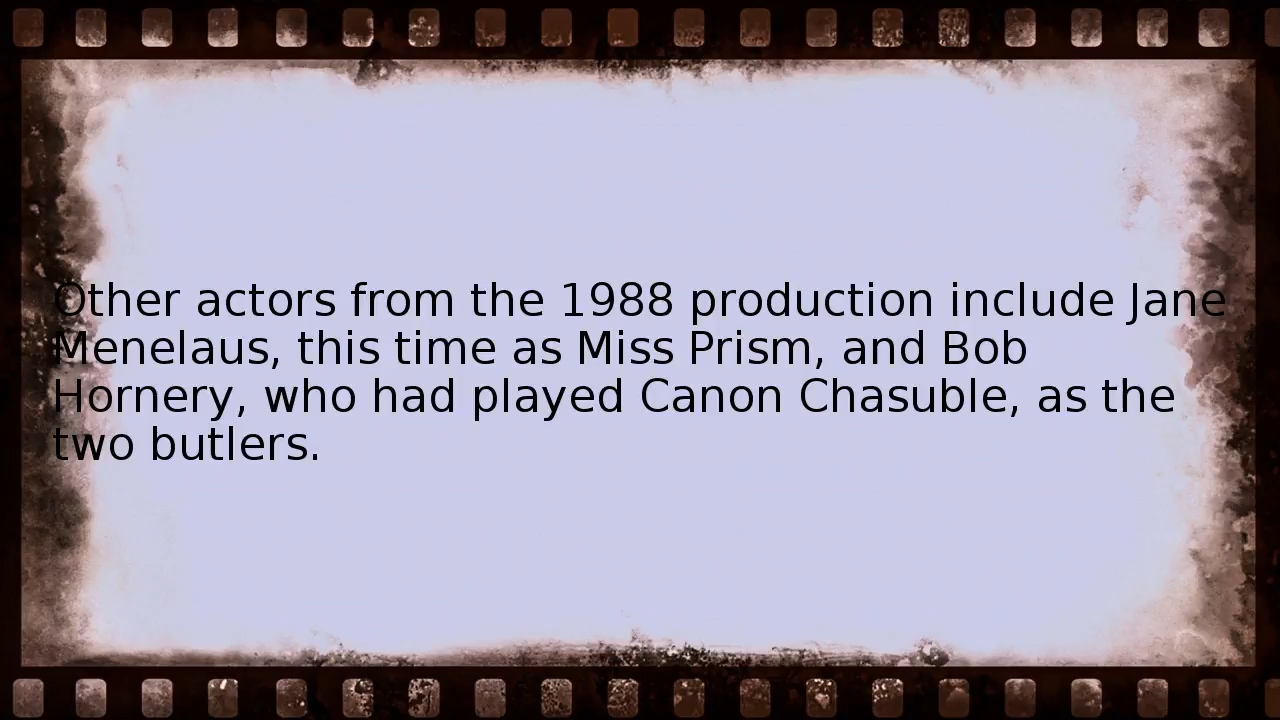 Other actors from the 1988 production include Jane
Menelaus, this time as Miss Prism, and Bob
Hornery, who had played Canon Chasuble, as the
two butlers.